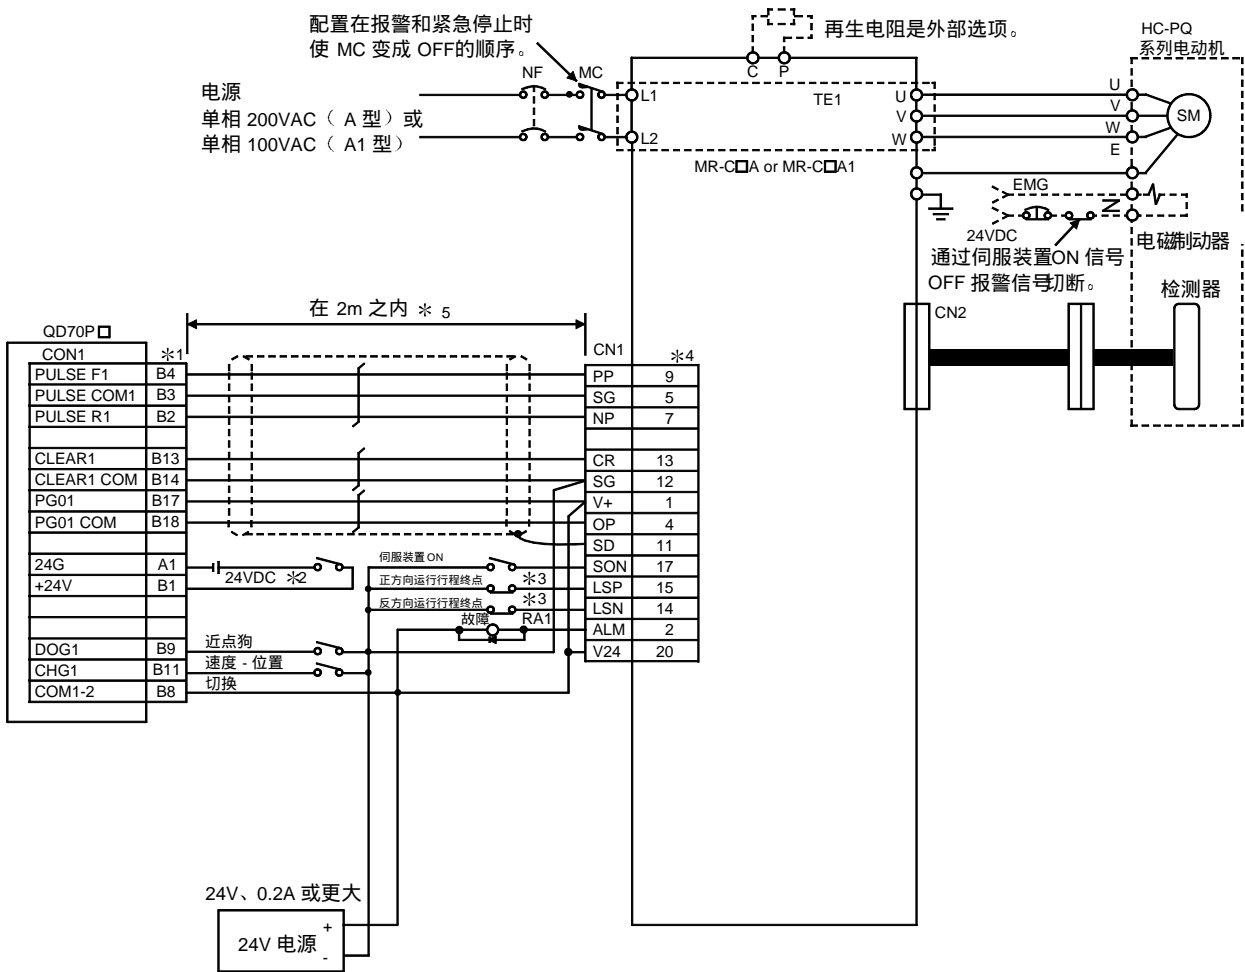 配置在报警和紧急停止时
使 MC 变成 OFF的顺序。
再生电阻是外部选项。
HC-PQ
系列电动机
C P
NF MC
电源
单相 200VAC（ A 型）或
单相 100VAC（ A1 型）
L1
L2
TE1
U
V
W
U
V
W
E
SM
MR-C□A or MR-C□A1
EMG
24VDC
电磁制动器
通过伺服装置ON 信号
OFF 报警信号切断。
检测器
CN2
在 2m 之内 ＊ 5
QD70P□
CON1 ＊1
PULSE F1 B4
PULSE COM1 B3
PULSE R1 B2
CLEAR1 B13
CLEAR1 COM B14
PG01 B17
PG01 COM B18
24G A1
+24V B1
DOG1 B9
CHG1 B11
COM1-2 B8
CN1 ＊4
PP 9
SG 5
NP 7
CR 13
SG 12
V+ 1
OP 4
SD 11
SON 17
LSP 15
LSN 14
ALM 2
V24 20
24VDC ＊2
伺服装置ON
正方向运行行程终点 ＊3
反方向运行行程终点 ＊3
故障 RA1
近点狗
速度 - 位置
切换
24V、0.2A 或更大
24V 电源
+
-